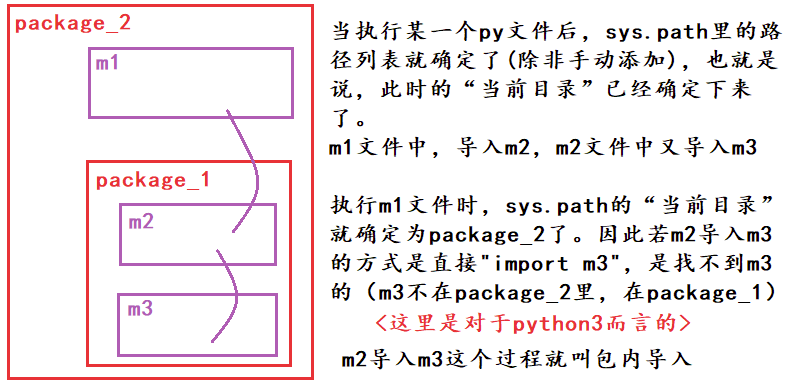 package_2
m1
package_1
m2
m3
当执行某一个py文件后，sys.path里的路
径列表就确定了(除非手动添加)，也就是
说，此时的“当前目录”已经确定下来
了。
m1文件中，导入m2，m2文件中又导入m3
执行m1文件时，sys.path的“当前目录”
就确定为package_2了。因此若m2导入m3
的方式是直接"import m3"，是找不到m3
的（m3不在package_2里，在package_1）
<这里是对于python3而言的>
m2导入m3这个过程就叫包内导入